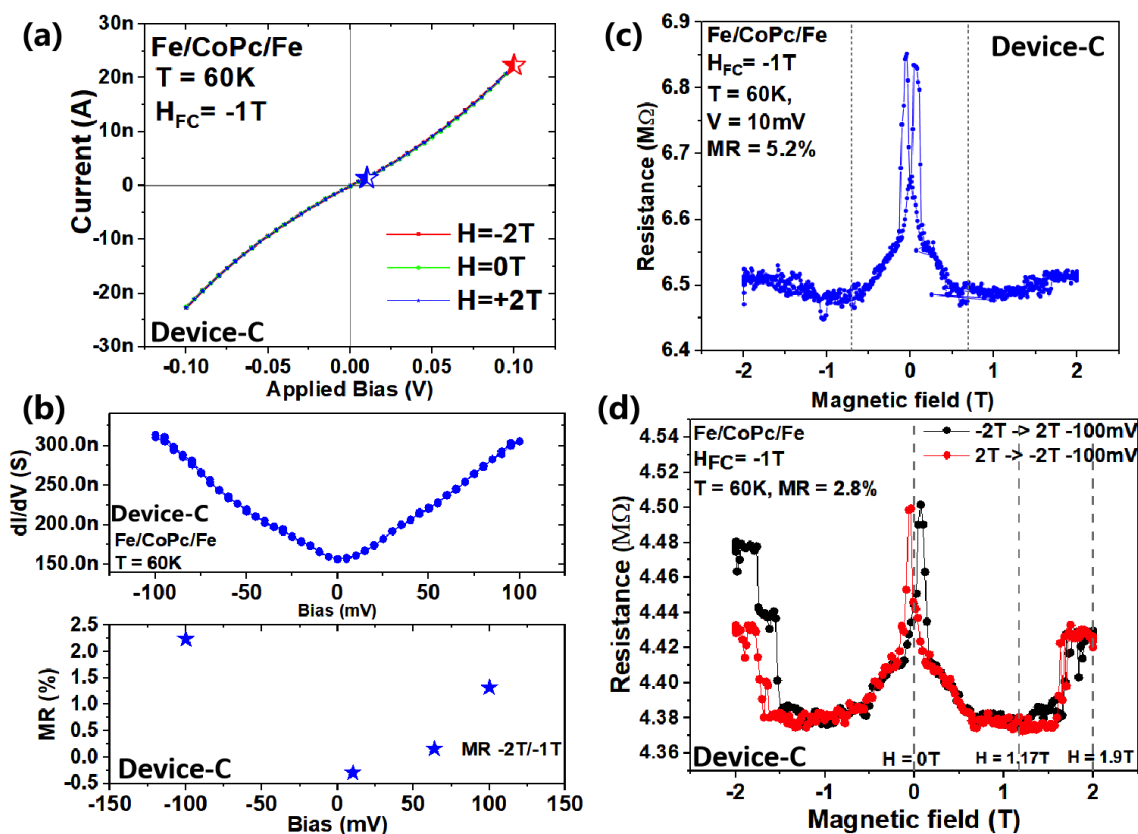 (a)
Fe/CoPc/Fe
T = 60K
H_FC= -1T
30n
20n
10n
0
-10n
-20n
-30n
Current (A)
H=-2T
H=0T
H=+2T
Device-C
-0.10
-0.05
0.00
0.05
0.10
Applied Bias (V)
(b)
300.0n
250.0n
200.0n
150.0n
dI/dV (S)
Device-C
Fe/CoPc/Fe
T = 60K
-100
-50
0
50
100
Bias (mV)
2.5
2.0
1.5
1.0
0.5
0.0
-0.5
MR (%)
MR -2T/-1T
Device-C
-150
-100
-50
0
50
100
150
Bias (mV)
(c)
Fe/CoPc/Fe
H_FC= -1T
T = 60K,
V = 10mV
MR = 5.2%
Device-C
6.9
6.8
6.7
6.6
6.5
6.4
Resistance (MΩ)
-2
-1
0
1
2
Magnetic field (T)
(d)
Fe/CoPc/Fe
H_FC= -1T
T = 60K, MR = 2.8%
-2T -> 2T -100mV
2T -> -2T -100mV
4.54
4.52
4.50
4.48
4.46
4.44
4.42
4.40
4.38
4.36
Resistance (MΩ)
Device-C
H = 0T
H = 1.17T
H = 1.9T
-2
-1
0
1
2
Magnetic field (T)